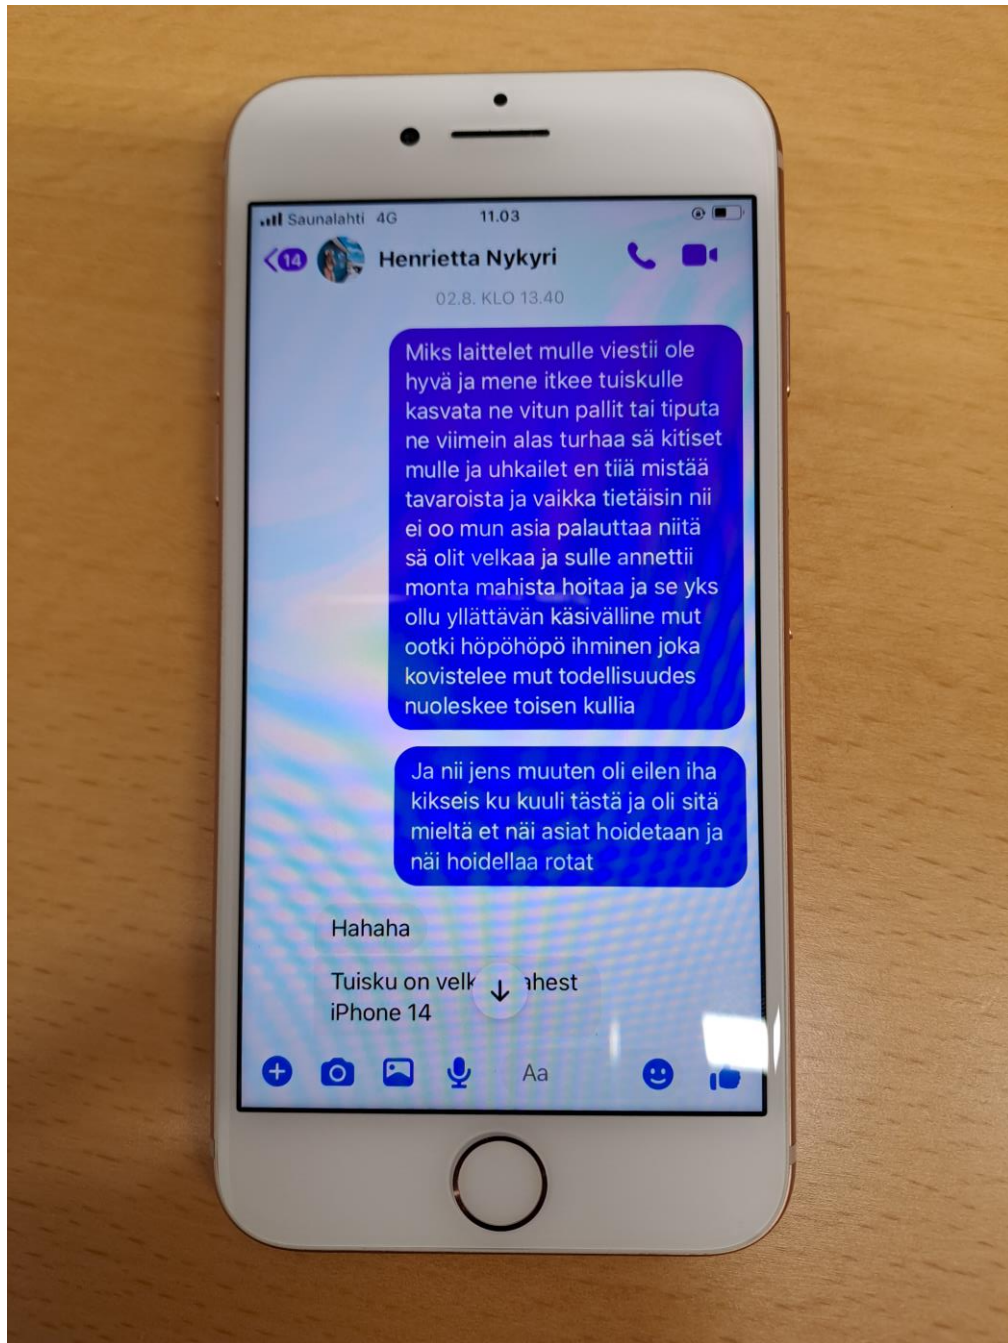 Saunalahti 4G 11.03
14 Henrietta Nykyri
02.8. KLO 13.40
Miks laittelet mulle viestii ole
hyvä ja mene itkee tuiskulle
kasvata ne vitun pallit tai tiputa
ne viimein alas turhaa sä kitiset
mulle ja uhkailet en tiiä mistää
tavaroista ja vaikka tietäisin nii
ei oo mun asia palauttaa niitä
sä olit velkaa ja sulle annettii
monta mahista hoitaa ja se yks
ollu yllättävän käsivälline mut
ootki höpöhöpö ihminen joka
kovistelee mut todellisuudes
nuoleskee toisen kullia
Ja nii jens muuten oli eilen iha
kikseis ku kuuli tästä ja oli sitä
mieltä et näi asiat hoidetaan ja
näi hoidellaa rotat
Hahaha
Tuisku on
iPhone 14
Aa